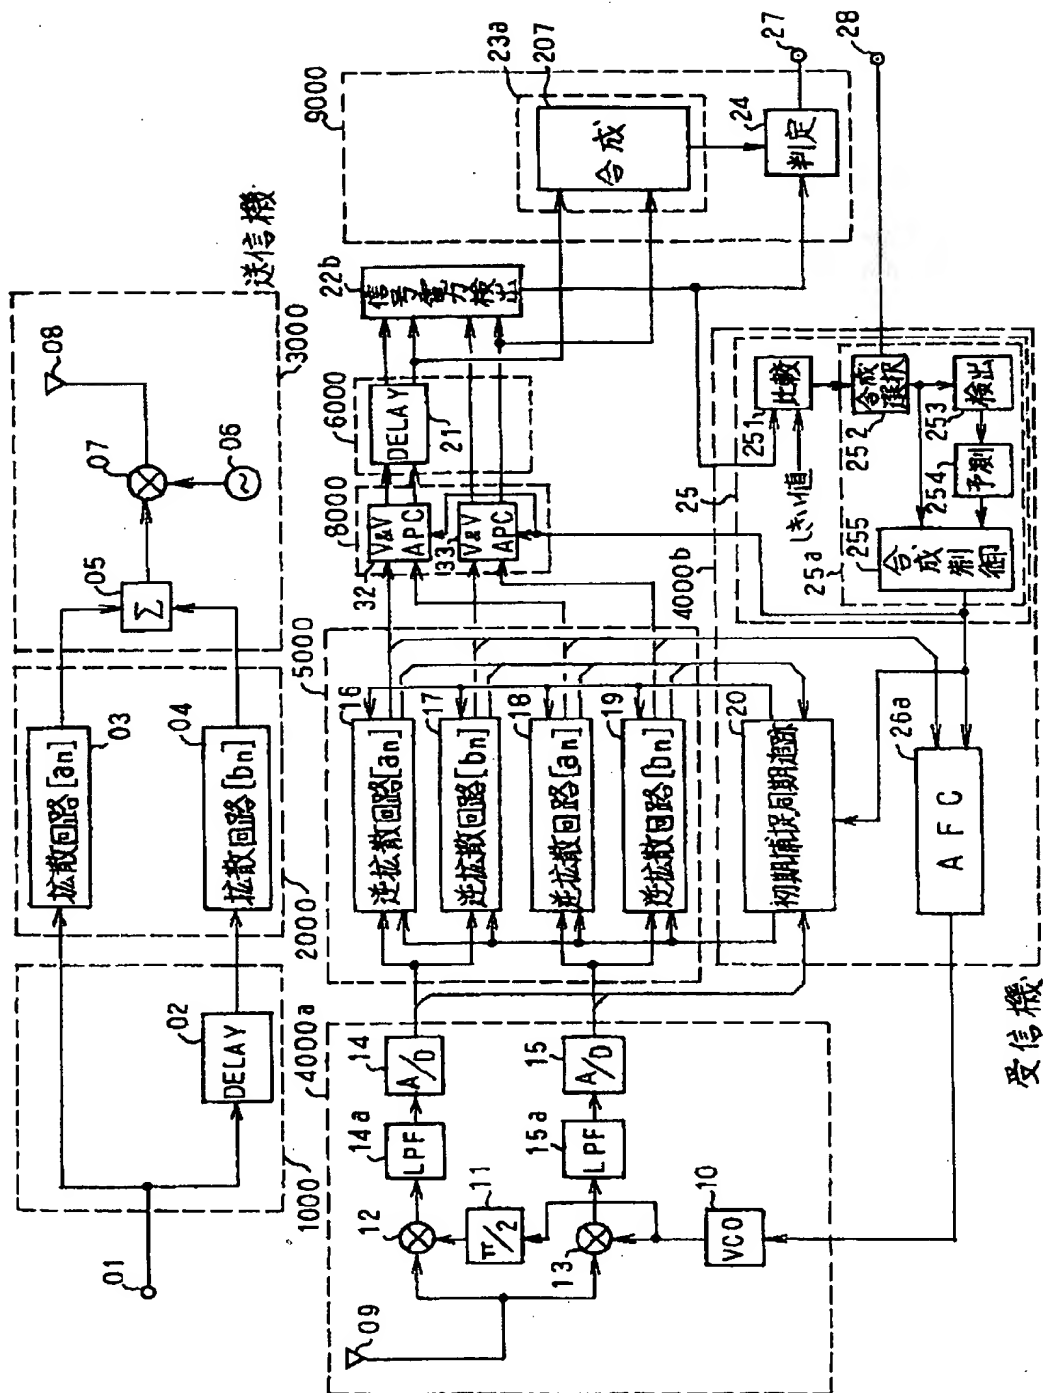 送信機
01
1000
02
DELAY
2000
03
拡散回路[an]
04
拡散回路[bn]
3000
05
Σ
06
07
08
受信機
4000a
09
10
VCO
11
π/2
12
13
14a
LPF
14
A/D
15a
LPF
15
A/D
5000
16
逆拡散回路[an]
17
逆拡散回路[bn]
18
逆拡散回路[an]
19
逆拡散回路[bn]
4000b
20
初期捕捉同期追跡
26a
AFC
8000
32
V&V
APC
33
V&V
APC
6000
DELAY
21
22b
信号電力検出
9000
23a
207
合成
24
判定
27
28
25
251
比較
しきい値
25a
252
合成選択
253
検出
254
予測
255
合成制御